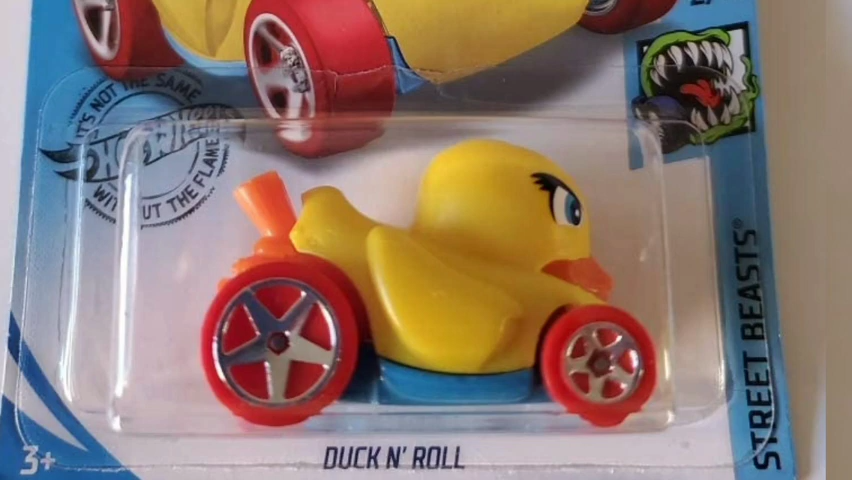 IT'S NOT THE SAME
HOT WHEELS
WITHOUT THE FLAME
STREET BEASTS®
3+
DUCK N' ROLL